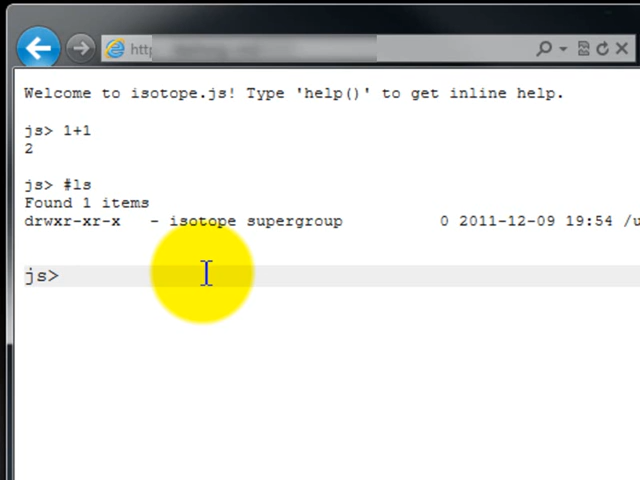 http
Welcome to isotope.js! Type 'help()' to get inline help.
js> 1+1
2
js> #ls
Found 1 items
drwxr-xr-x - isotope supergroup 0 2011-12-09 19:54 /u
js>